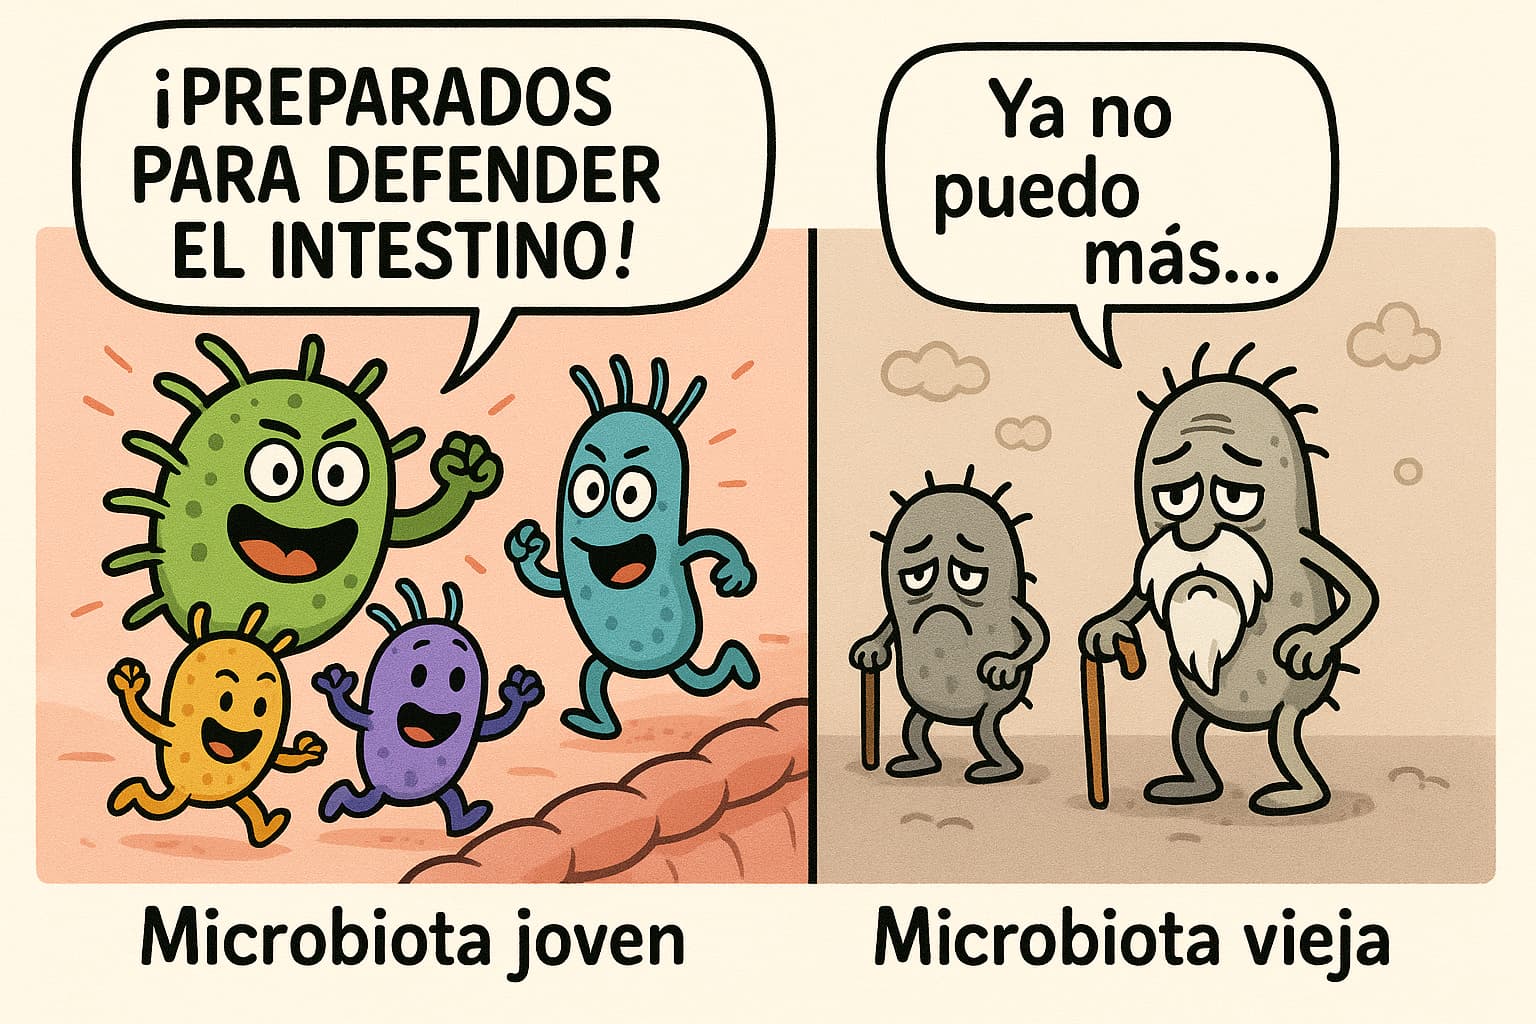 ¡PREPARADOS
PARA DEFENDER
EL INTESTINO!
Ya no
puedo
más...
Microbiota joven
Microbiota vieja